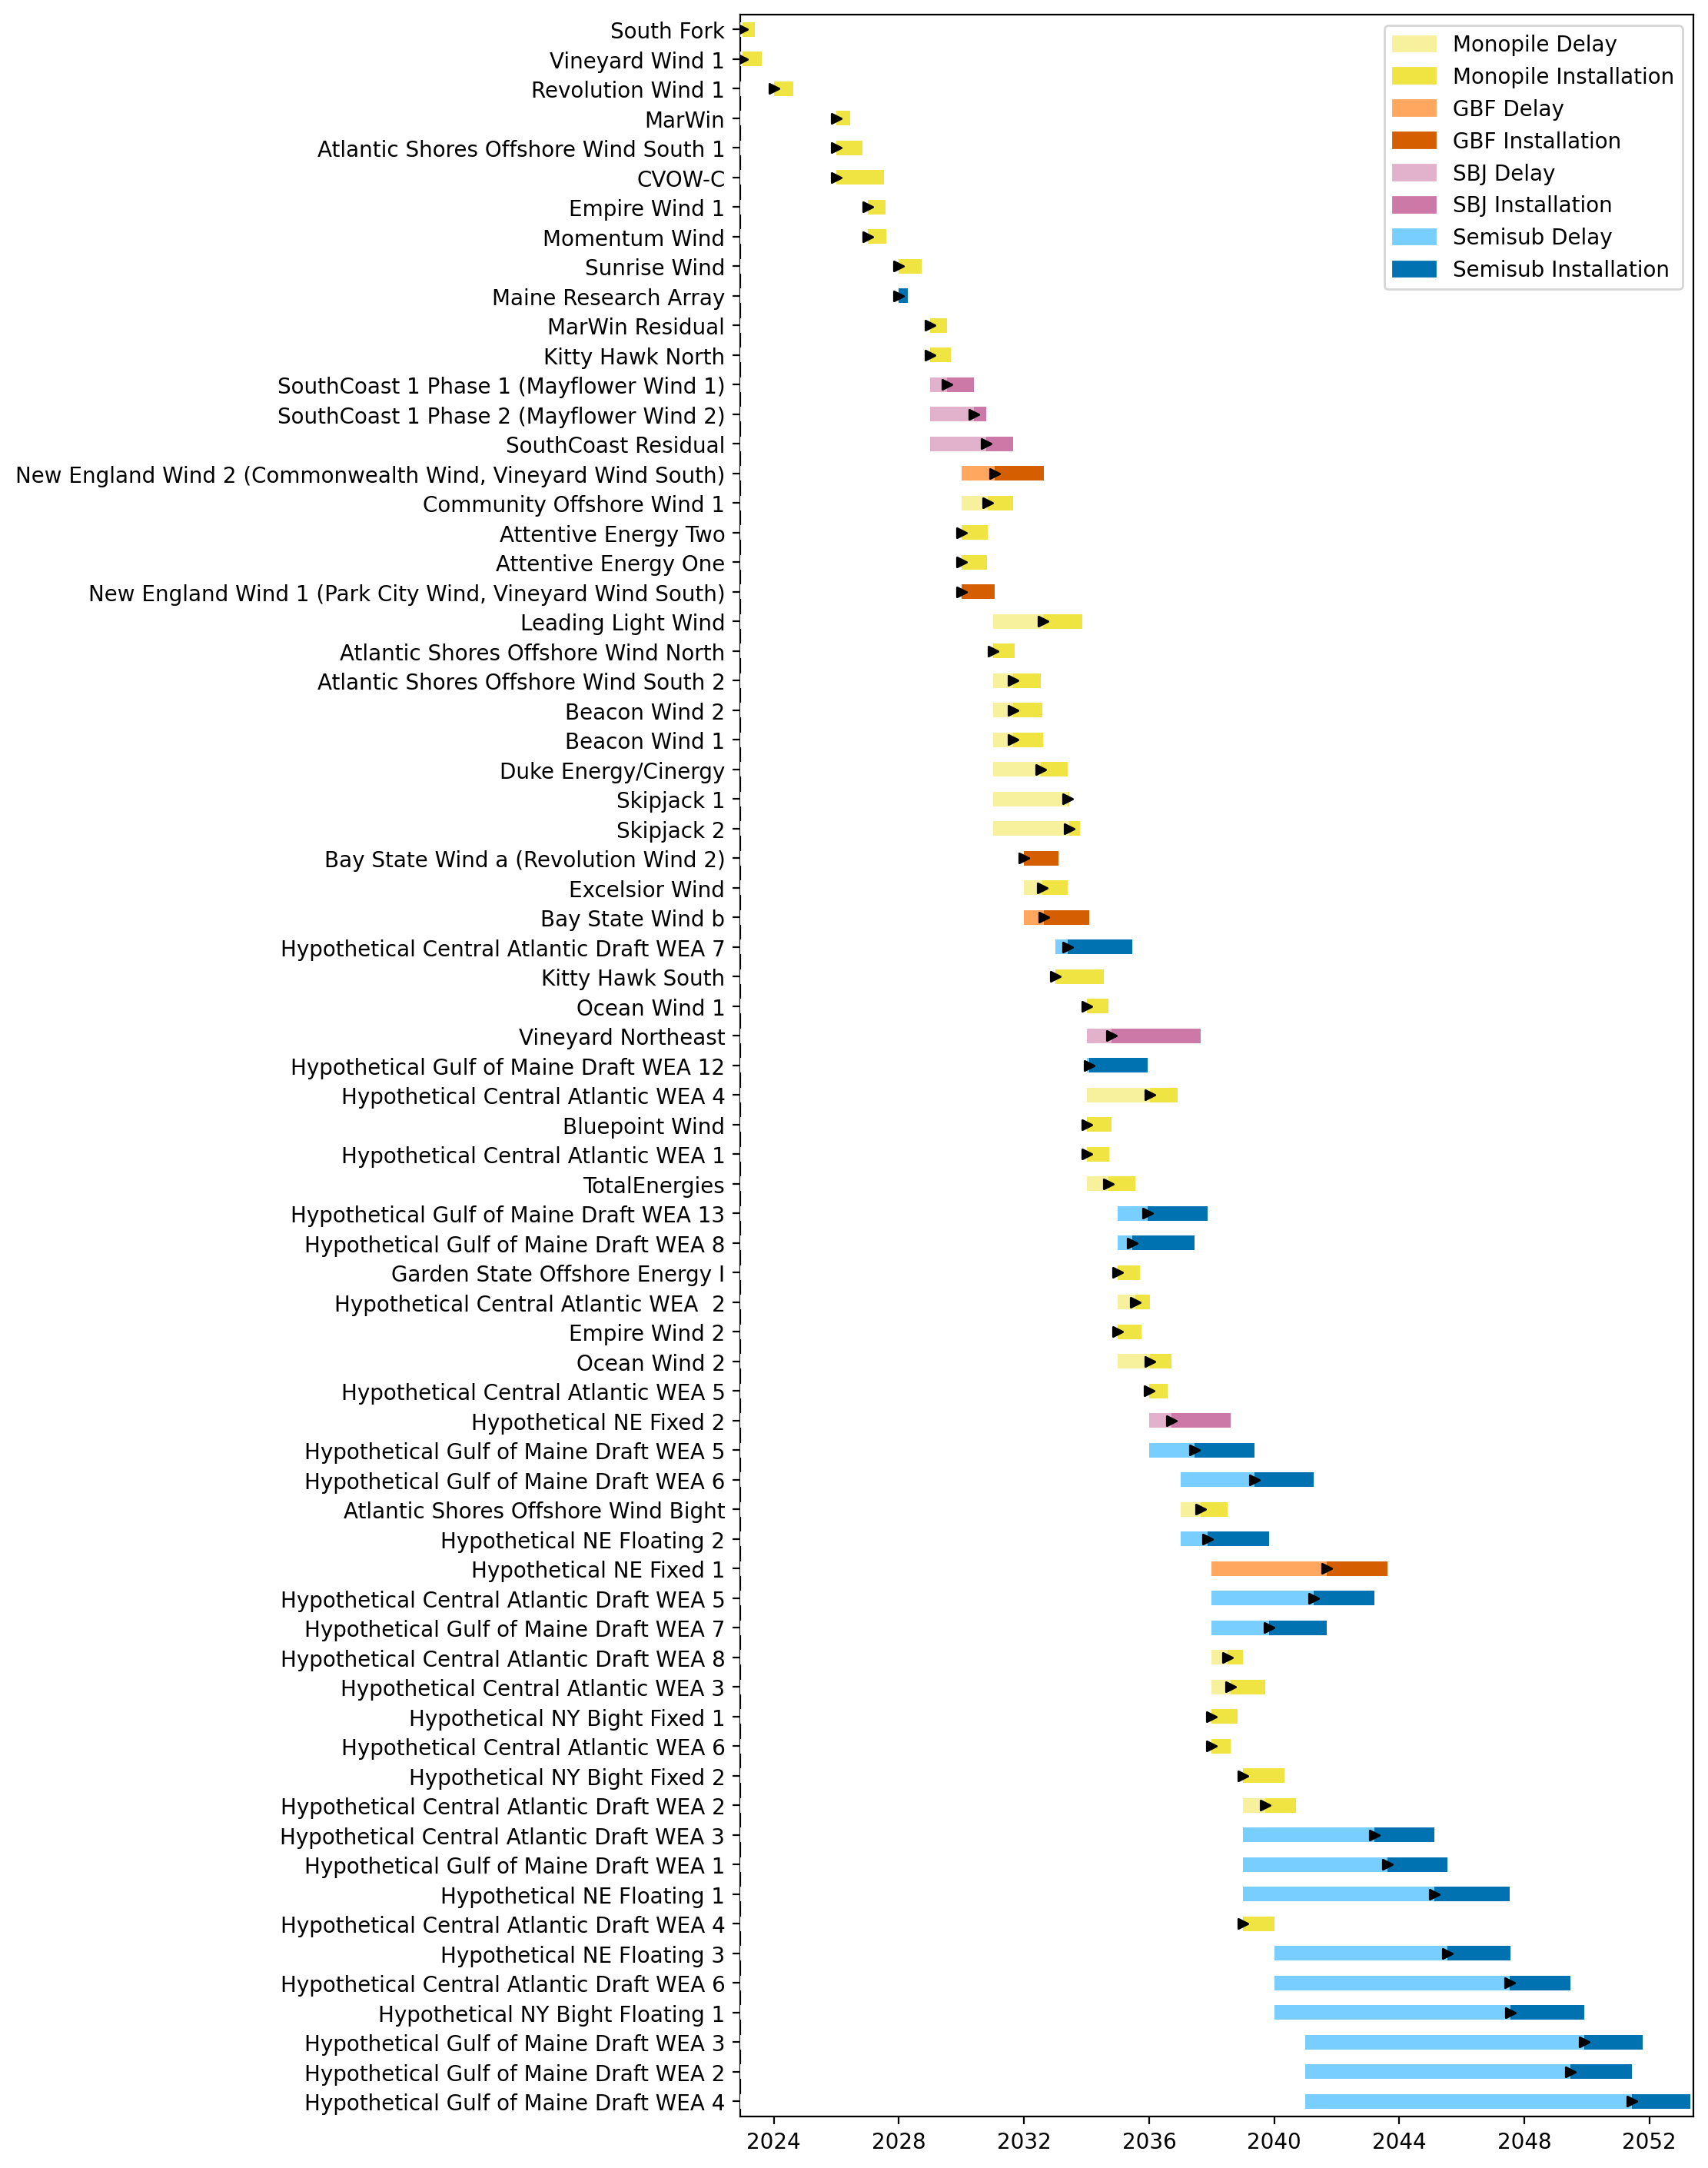 South Fork
Vineyard Wind 1
Revolution Wind 1
MarWin
Atlantic Shores Offshore Wind South 1
CVOW-C
Empire Wind 1
Momentum Wind
Sunrise Wind
Maine Research Array
MarWin Residual
Kitty Hawk North
SouthCoast 1 Phase 1 (Mayflower Wind 1)
SouthCoast 1 Phase 2 (Mayflower Wind 2)
SouthCoast Residual
New England Wind 2 (Commonwealth Wind, Vineyard Wind South)
Community Offshore Wind 1
Attentive Energy Two
Attentive Energy One
New England Wind 1 (Park City Wind, Vineyard Wind South)
Leading Light Wind
Atlantic Shores Offshore Wind North
Atlantic Shores Offshore Wind South 2
Beacon Wind 2
Beacon Wind 1
Duke Energy/Cinergy
Skipjack 1
Skipjack 2
Bay State Wind a (Revolution Wind 2)
Excelsior Wind
Bay State Wind b
Hypothetical Central Atlantic Draft WEA 7
Kitty Hawk South
Ocean Wind 1
Vineyard Northeast
Hypothetical Gulf of Maine Draft WEA 12
Hypothetical Central Atlantic WEA 4
Bluepoint Wind
Hypothetical Central Atlantic WEA 1
TotalEnergies
Hypothetical Gulf of Maine Draft WEA 13
Hypothetical Gulf of Maine Draft WEA 8
Garden State Offshore Energy I
Hypothetical Central Atlantic WEA  2
Empire Wind 2
Ocean Wind 2
Hypothetical Central Atlantic WEA 5
Hypothetical NE Fixed 2
Hypothetical Gulf of Maine Draft WEA 5
Hypothetical Gulf of Maine Draft WEA 6
Atlantic Shores Offshore Wind Bight
Hypothetical NE Floating 2
Hypothetical NE Fixed 1
Hypothetical Central Atlantic Draft WEA 5
Hypothetical Gulf of Maine Draft WEA 7
Hypothetical Central Atlantic Draft WEA 8
Hypothetical Central Atlantic WEA 3
Hypothetical NY Bight Fixed 1
Hypothetical Central Atlantic WEA 6
Hypothetical NY Bight Fixed 2
Hypothetical Central Atlantic Draft WEA 2
Hypothetical Central Atlantic Draft WEA 3
Hypothetical Gulf of Maine Draft WEA 1
Hypothetical NE Floating 1
Hypothetical Central Atlantic Draft WEA 4
Hypothetical NE Floating 3
Hypothetical Central Atlantic Draft WEA 6
Hypothetical NY Bight Floating 1
Hypothetical Gulf of Maine Draft WEA 3
Hypothetical Gulf of Maine Draft WEA 2
Hypothetical Gulf of Maine Draft WEA 4
Monopile Delay
Monopile Installation
GBF Delay
GBF Installation
SBJ Delay
SBJ Installation
Semisub Delay
Semisub Installation
2024 2028 2032 2036 2040 2044 2048 2052